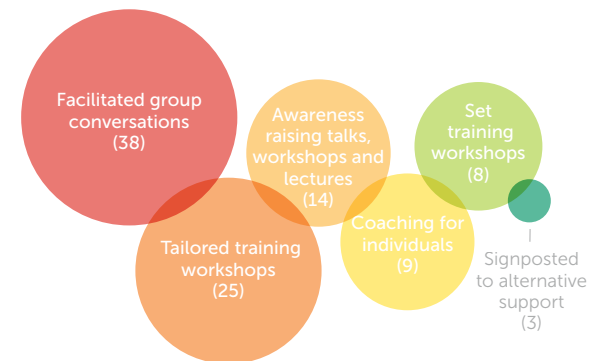 Facilitated group
conversations
(38)
Awareness
raising talks,
workshops and
lectures
(14)
Set
training
workshops
(8)
Tailored training
workshops
(25)
Coaching for
individuals
(9)
Signposted
to alternative
support
(3)